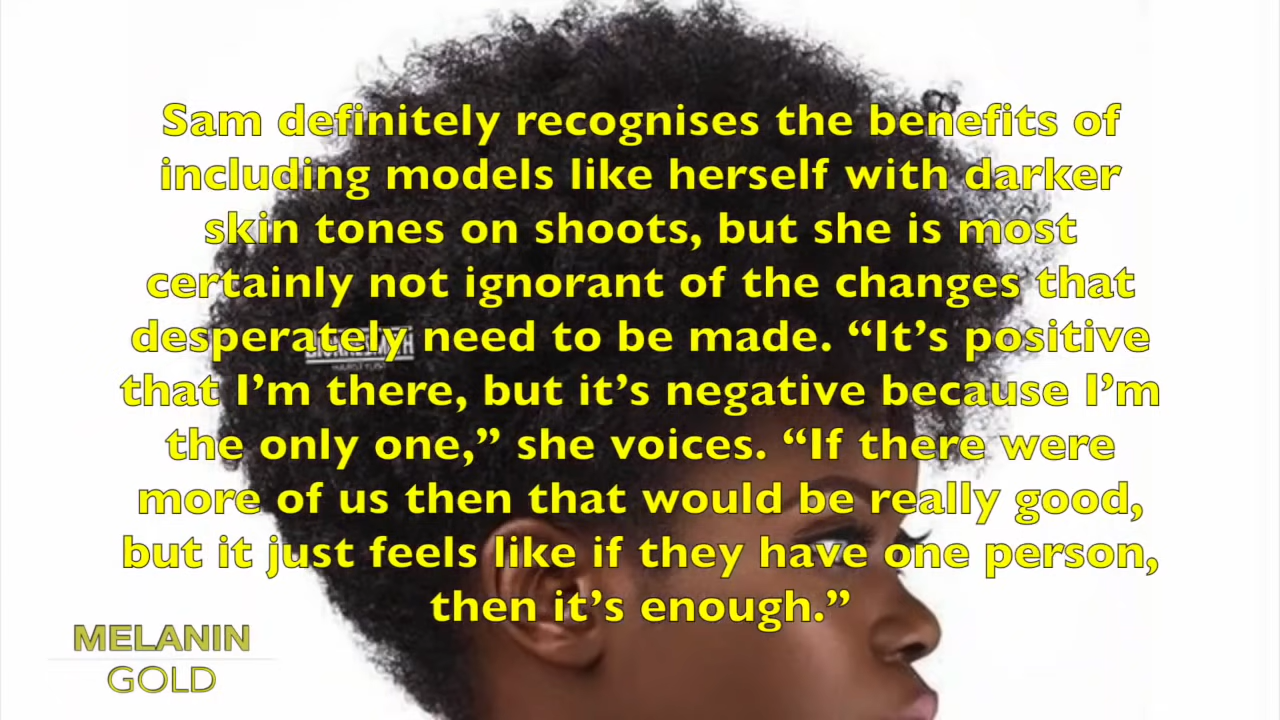 Sam definitely recognises the benefits of
including models like herself with darker
skin tones on shoots, but she is most
certainly not ignorant of the changes that
desperately need to be made. “It’s positive
that I’m there, but it’s negative because I’m
the only one,” she voices. “If there were
more of us then that would be really good,
but it just feels like if they have one person,
then it’s enough.”
MELANIN
GOLD